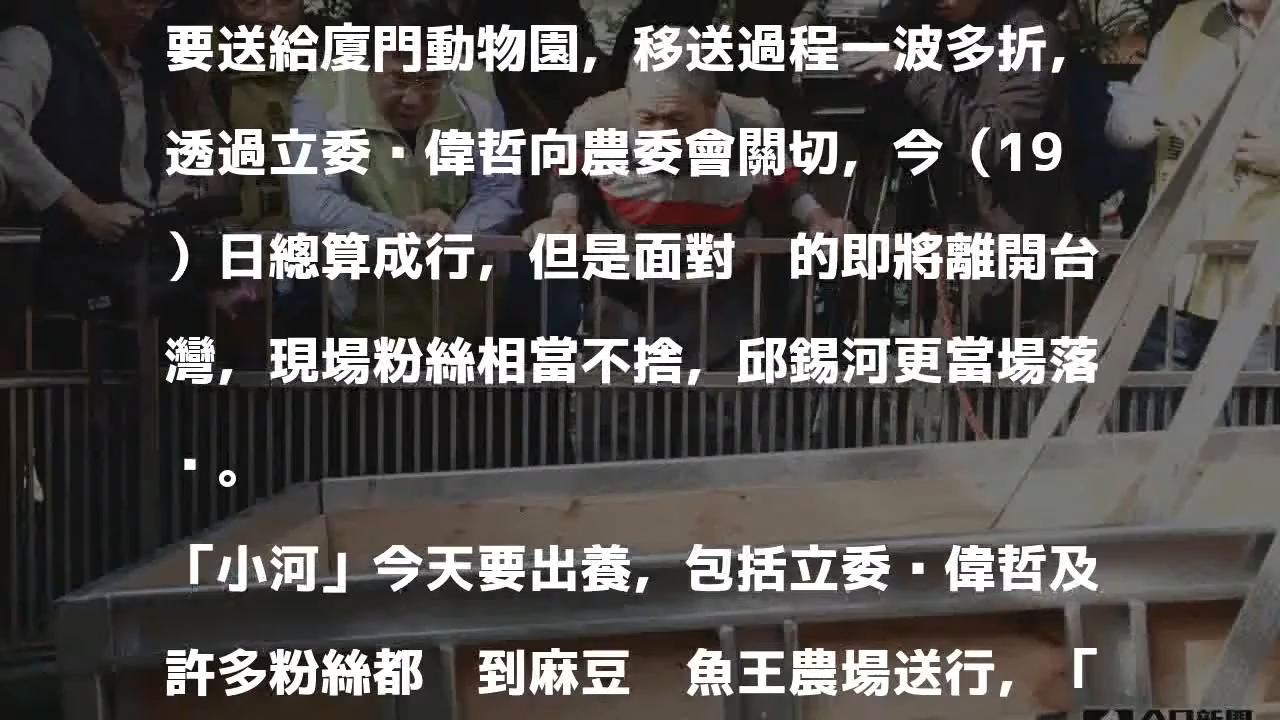 要送給廈門動物園，移送過程一波多折，
透過立委▪偉哲向農委會關切，今（19
）日總算成行，但是面對　的即將離開台
灣，現場粉絲相當不捨，邱錫河更當場落
▪。
「小河」今天要出養，包括立委▪偉哲及
許多粉絲都　到麻豆　魚王農場送行，「
今日新聞